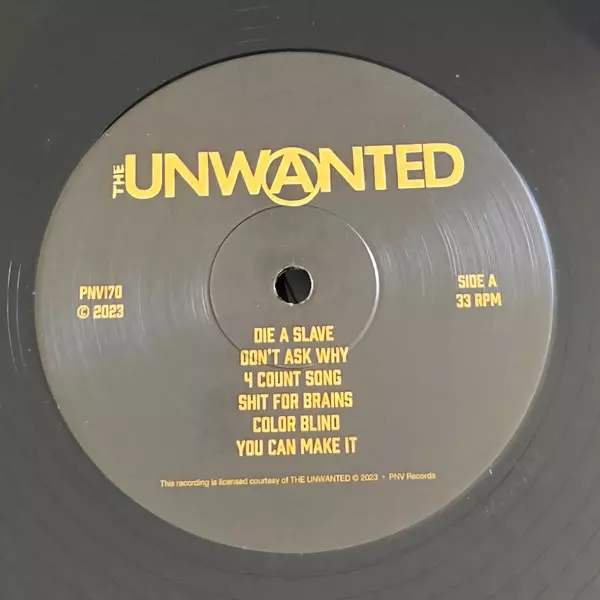 THE UNWANTED
PNV170
© 2023
SIDE A
33 RPM
DIE A SLAVE
DON'T ASK WHY
4 COUNT SONG
SHIT FOR BRAINS
COLOR BLIND
YOU CAN MAKE IT
This recording is licensed courtesy of THE UNWANTED © 2023 • PNV Records